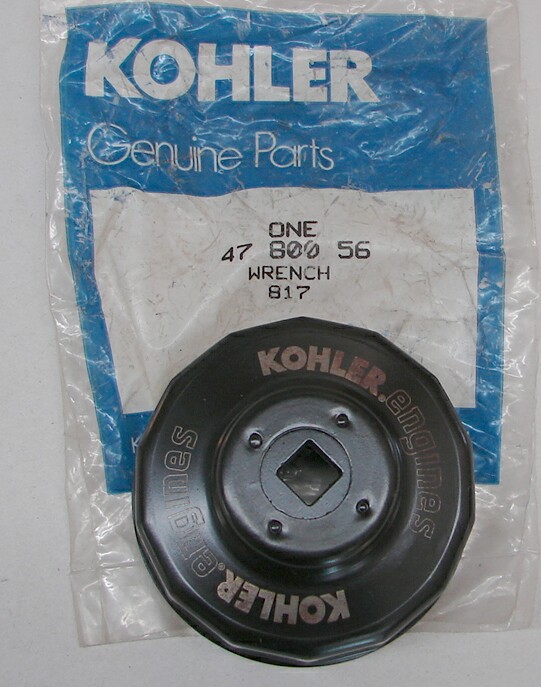 KOHLER
Genuine Parts
ONE
47 800 56
WRENCH
817
K
KOHLER® engines
KOHLER® engines